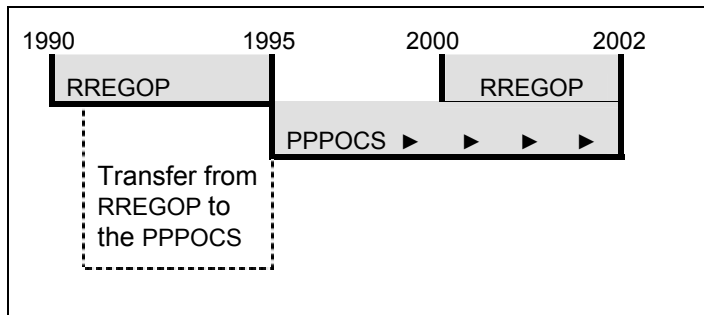 1990 1995 2000 2002
RREGOP RREGOP
PPPOCS ► ► ► ►
Transfer from
RREGOP to
the PPPOCS